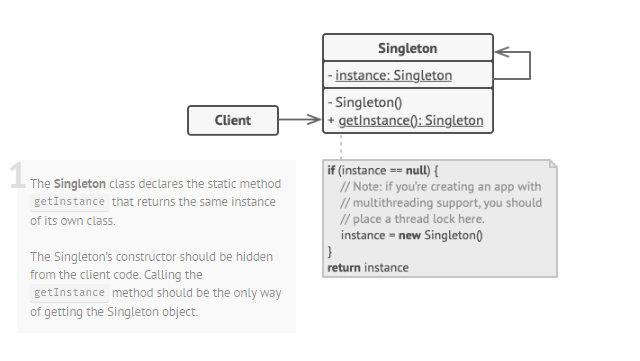 Singleton
- instance: Singleton
- Singleton()
+ getInstance(): Singleton
Client
1
The Singleton class declares the static method
getInstance that returns the same instance
of its own class.
The Singleton's constructor should be hidden
from the client code. Calling the
getInstance method should be the only way
of getting the Singleton object.
if (instance == null) {
// Note: if you're creating an app with
// multithreading support, you should
// place a thread lock here.
instance = new Singleton()
}
return instance